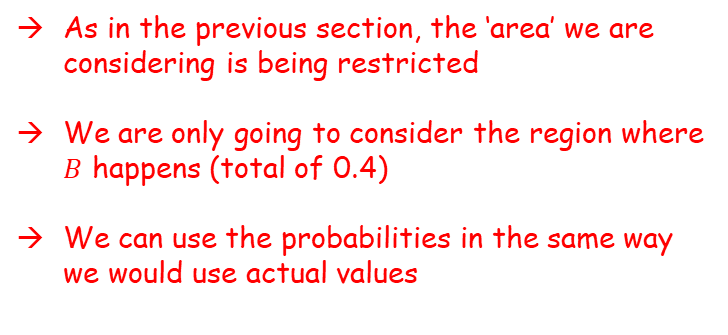 → As in the previous section, the ‘area’ we are
considering is being restricted
→ We are only going to consider the region where
B happens (total of 0.4)
→ We can use the probabilities in the same way
we would use actual values